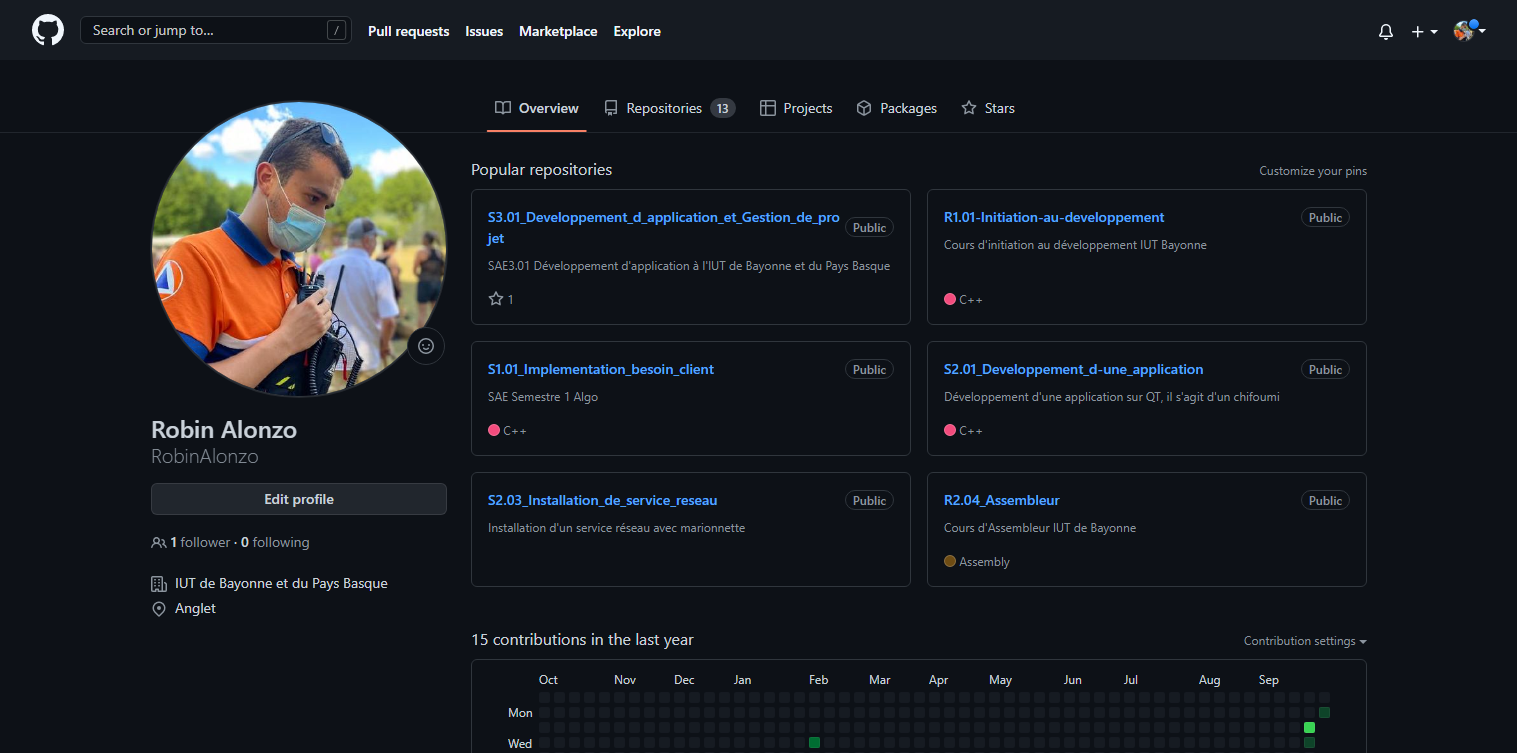 Search or jump to... /
Pull requests
Issues
Marketplace
Explore
Overview
Repositories 13
Projects
Packages
Stars
Robin Alonzo
RobinAlonzo
Edit profile
1 follower · 0 following
IUT de Bayonne et du Pays Basque
Anglet
Popular repositories
Customize your pins
S3.01_Developpement_d_application_et_Gestion_de_pro
jet
Public
SAE3.01 Développement d'application à l'IUT de Bayonne et du Pays Basque
1
R1.01-Initiation-au-developpement
Public
Cours d'initiation au développement IUT Bayonne
C++
S1.01_Implementation_besoin_client
Public
SAE Semestre 1 Algo
C++
S2.01_Developpement_d-une_application
Public
Développement d'une application sur QT, il s'agit d'un chifoumi
C++
S2.03_Installation_de_service_reseau
Public
Installation d'un service réseau avec marionnette
R2.04_Assembleur
Public
Cours d'Assembleur IUT de Bayonne
Assembly
15 contributions in the last year
Contribution settings
Oct Nov Dec Jan Feb Mar Apr May Jun Jul Aug Sep
Mon
Wed